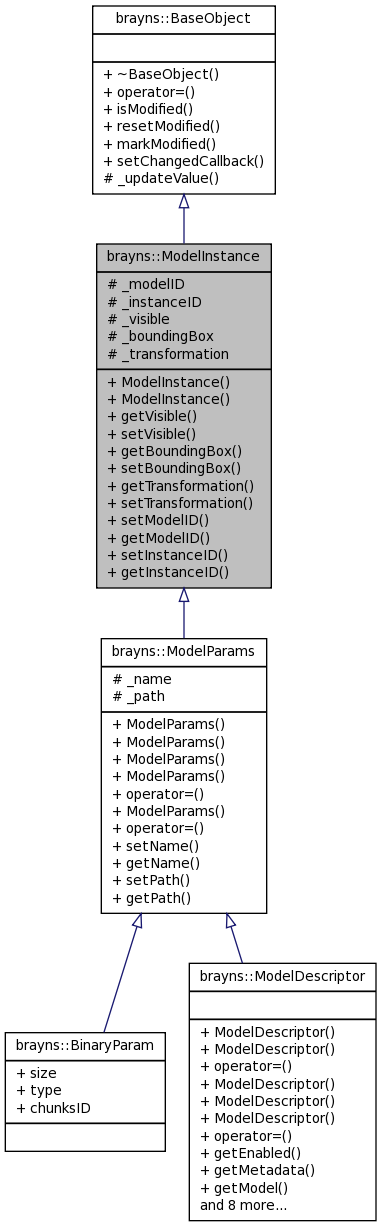 brayns::BaseObject
+ ~BaseObject()
+ operator=()
+ isModified()
+ resetModified()
+ markModified()
+ setChangedCallback()
# _updateValue()
brayns::ModelInstance
# _modelID
# _instanceID
# _visible
# _boundingBox
# _transformation
+ ModelInstance()
+ ModelInstance()
+ getVisible()
+ setVisible()
+ getBoundingBox()
+ setBoundingBox()
+ getTransformation()
+ setTransformation()
+ setModelID()
+ getModelID()
+ setInstanceID()
+ getInstanceID()
brayns::ModelParams
# _name
# _path
+ ModelParams()
+ ModelParams()
+ ModelParams()
+ ModelParams()
+ operator=()
+ ModelParams()
+ operator=()
+ setName()
+ getName()
+ setPath()
+ getPath()
brayns::BinaryParam
+ size
+ type
+ chunksID
brayns::ModelDescriptor
+ ModelDescriptor()
+ ModelDescriptor()
+ operator=()
+ ModelDescriptor()
+ ModelDescriptor()
+ ModelDescriptor()
+ operator=()
+ getEnabled()
+ getMetadata()
+ getModel()
and 8 more...